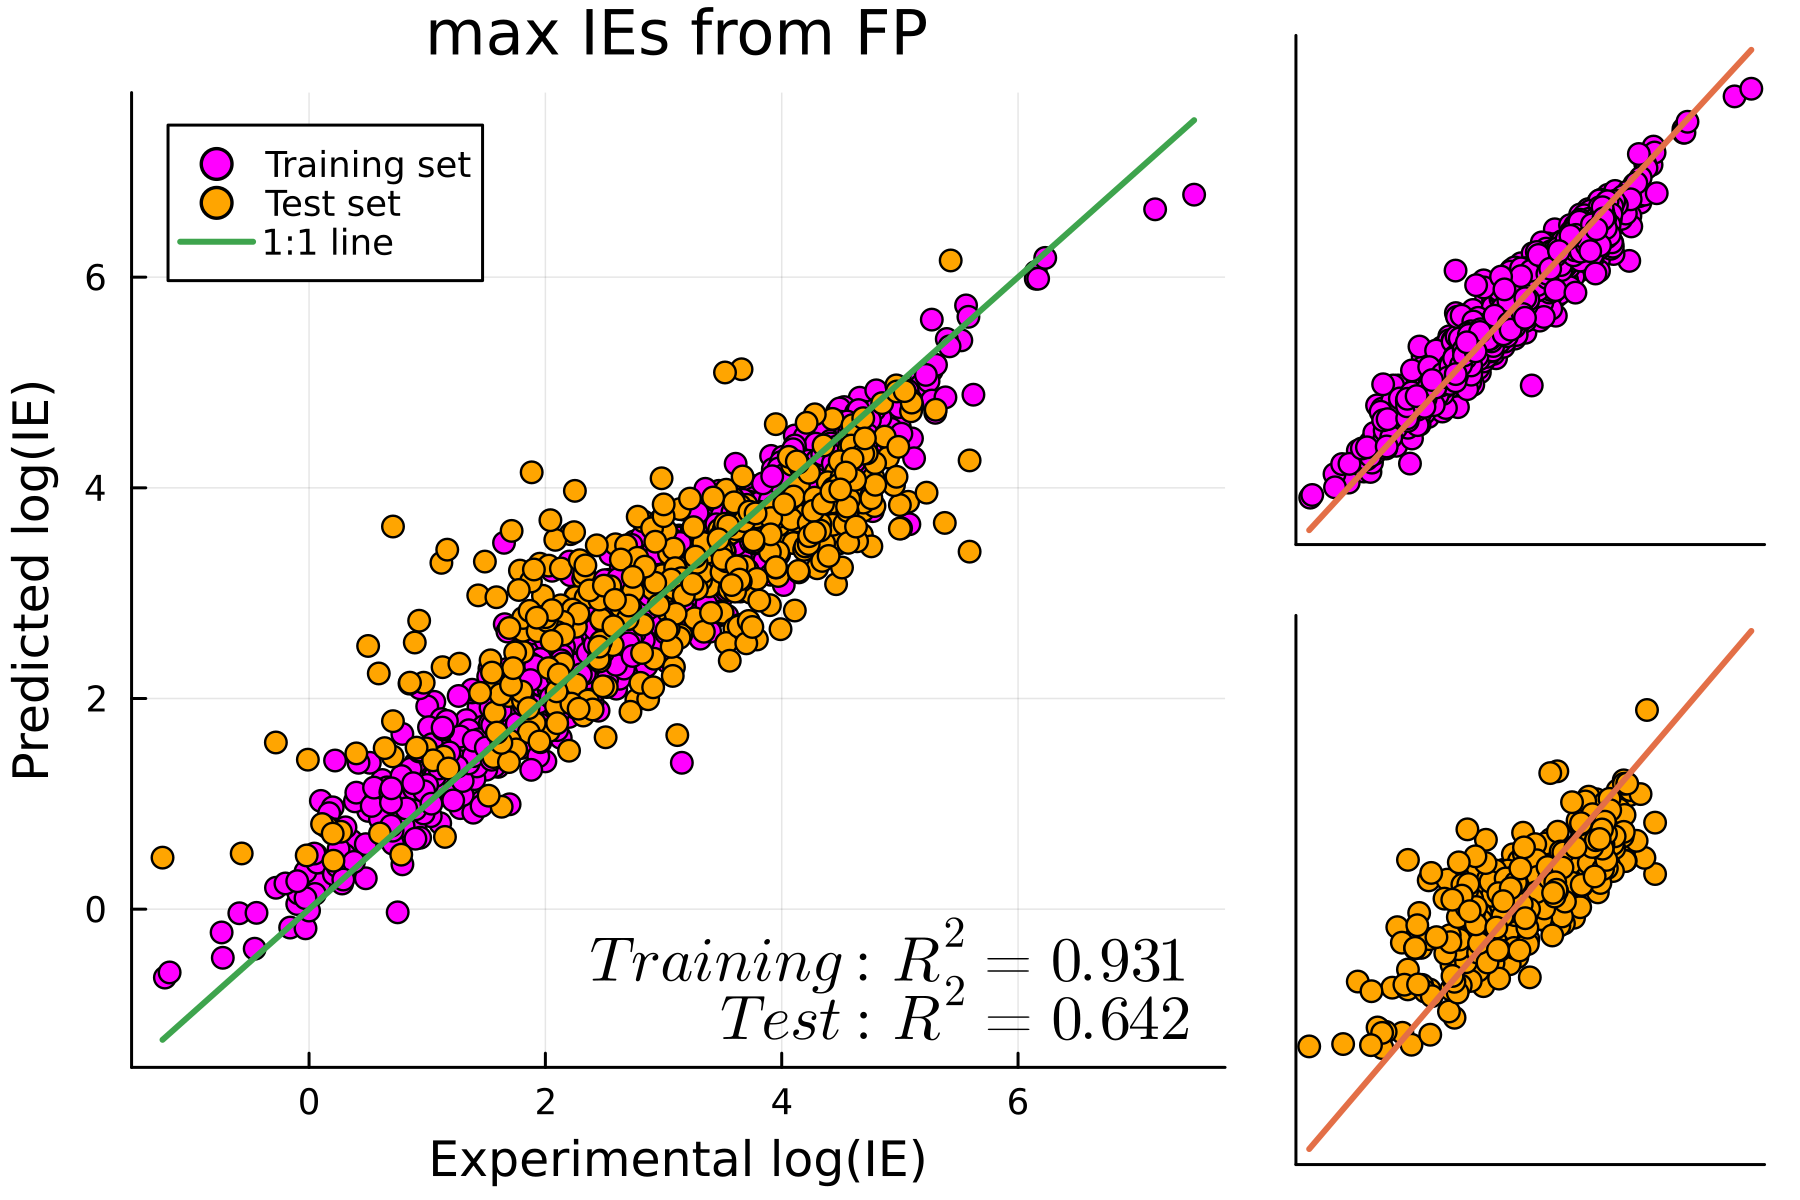 max IEs from FP
Training set
Test set
1:1 line
Predicted log(IE)
6
4
2
0
Training: R² = 0.931
Test: R² = 0.642
0 2 4 6
Experimental log(IE)